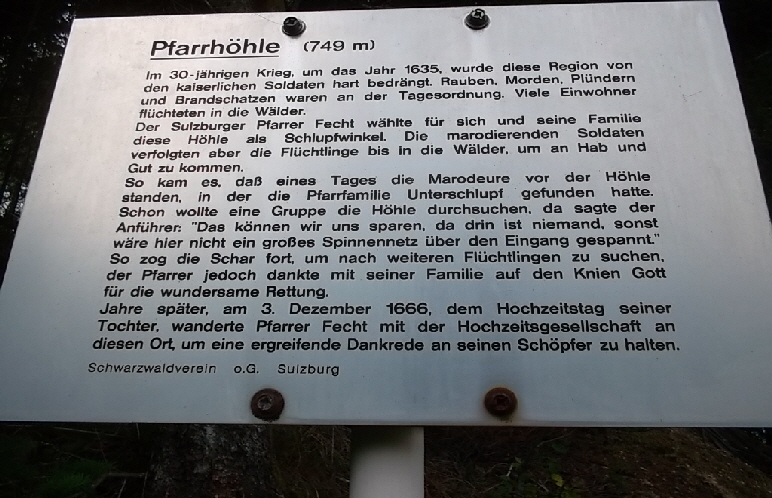 Pfarrhöhle (749 m)
Im 30-jährigen Krieg, um das Jahr 1635, wurde diese Region von
den kaiserlichen Soldaten hart bedrängt. Rauben, Morden, Plündern
und Brandschatzen waren an der Tagesordnung. Viele Einwohner
flüchteten in die Wälder.
Der Sulzburger Pfarrer Fecht wählte für sich und seine Familie
diese Höhle als Schlupfwinkel. Die marodierenden Soldaten
verfolgten aber die Flüchtlinge bis in die Wälder, um an Hab und
Gut zu kommen.
So kam es, daß eines Tages die Marodeure vor der Höhle
standen, in der die Pfarrfamilie Unterschlupf gefunden hatte.
Schon wollte eine Gruppe die Höhle durchsuchen, da sagte der
Anführer: "Das können wir uns sparen, da drin ist niemand, sonst
wäre hier nicht ein großes Spinnennetz über den Eingang gespannt."
So zog die Schar fort, um nach weiteren Flüchtlingen zu suchen,
der Pfarrer jedoch dankte mit seiner Familie auf den Knien Gott
für die wundersame Rettung.
Jahre später, am 3. Dezember 1666, dem Hochzeitstag seiner
Tochter, wanderte Pfarrer Fecht mit der Hochzeitsgesellschaft an
diesen Ort, um eine ergreifende Dankrede an seinen Schöpfer zu halten.
Schwarzwaldverein o.G. Sulzburg